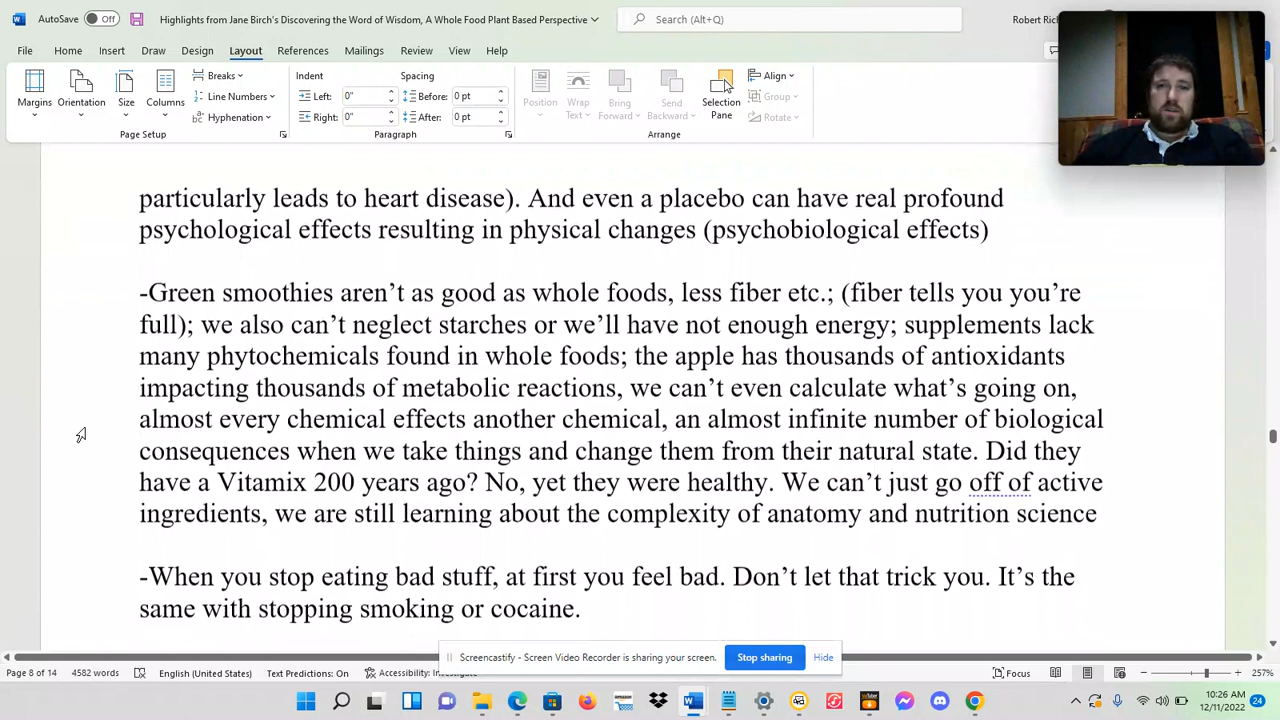 AutoSave Off Highlights from Jane Birch's Discovering the Word of Wisdom, A Whole Food Plant Based Perspective Search (Alt+Q) Robert Ric
File Home Insert Draw Design Layout References Mailings Review View Help
Margins Orientation Size Columns Breaks Line Numbers Hyphenation
Page Setup
Indent Spacing
Left: 0" Before: 0 pt
Right: 0" After: 0 pt
Paragraph
Position Wrap Text Bring Forward Send Backward Selection Pane Align Group Rotate
Arrange
particularly leads to heart disease). And even a placebo can have real profound
psychological effects resulting in physical changes (psychobiological effects)
-Green smoothies aren't as good as whole foods, less fiber etc.; (fiber tells you you're
full); we also can't neglect starches or we'll have not enough energy; supplements lack
many phytochemicals found in whole foods; the apple has thousands of antioxidants
impacting thousands of metabolic reactions, we can't even calculate what's going on,
almost every chemical effects another chemical, an almost infinite number of biological
consequences when we take things and change them from their natural state. Did they
have a Vitamix 200 years ago? No, yet they were healthy. We can't just go off of active
ingredients, we are still learning about the complexity of anatomy and nutrition science
-When you stop eating bad stuff, at first you feel bad. Don't let that trick you. It's the
same with stopping smoking or cocaine.
Screencastify - Screen Video Recorder is sharing your screen. Stop sharing Hide
Page 8 of 14 4582 words English (United States) Text Predictions: On Accessibility: Investigate Focus 257%
10:26 AM
12/11/2022 24